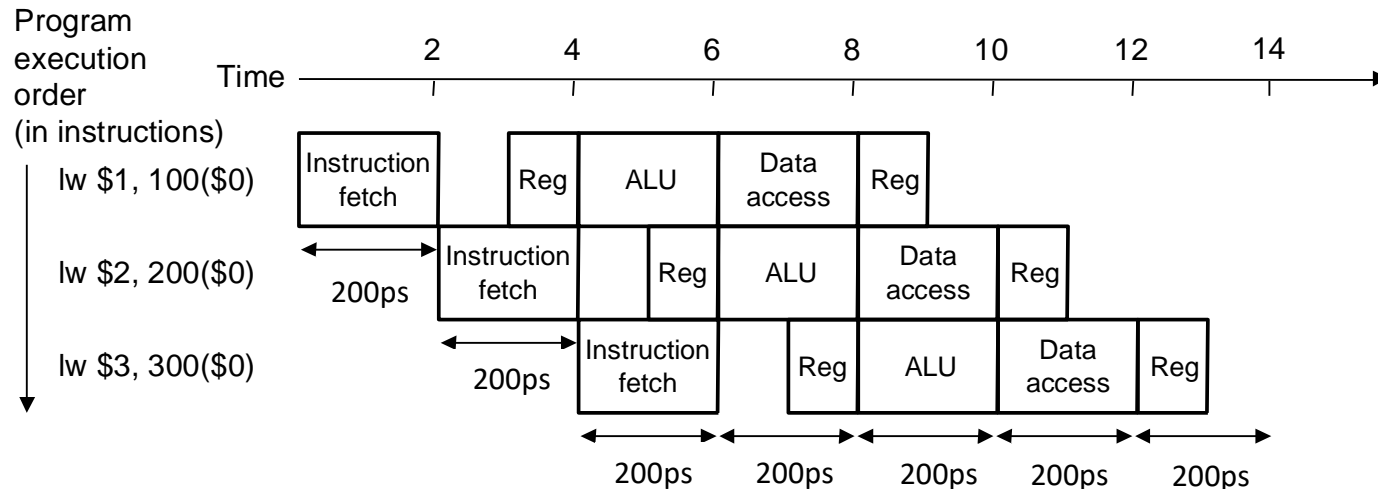 Program
execution
order
(in instructions)
Time
2 4 6 8 10 12 14
lw $1, 100($0)
Instruction
fetch
Reg
ALU
Data
access
Reg
200ps
lw $2, 200($0)
Instruction
fetch
Reg
ALU
Data
access
Reg
200ps
lw $3, 300($0)
Instruction
fetch
Reg
ALU
Data
access
Reg
200ps 200ps 200ps 200ps 200ps